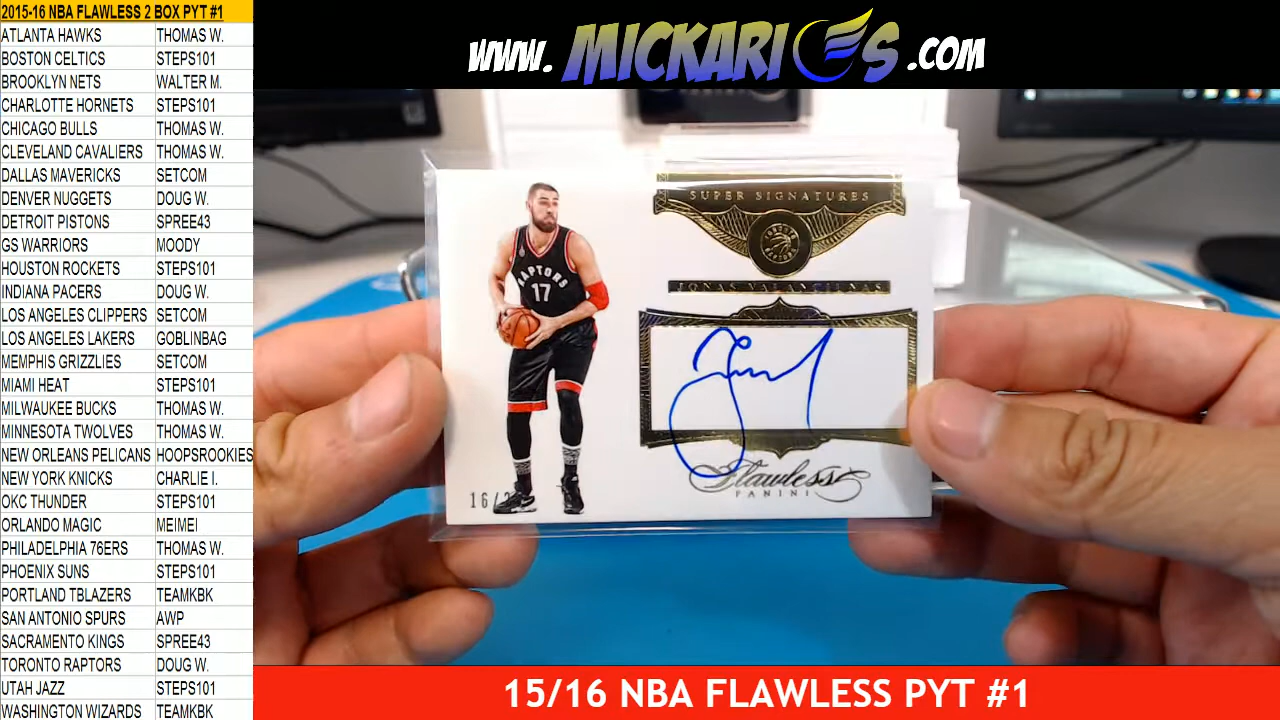 2015-16 NBA FLAWLESS 2 BOX PYT #1
ATLANTA HAWKS THOMAS W.
BOSTON CELTICS STEPS101
BROOKLYN NETS WALTER M.
CHARLOTTE HORNETS STEPS101
CHICAGO BULLS THOMAS W.
CLEVELAND CAVALIERS THOMAS W.
DALLAS MAVERICKS SETCOM
DENVER NUGGETS DOUG W.
DETROIT PISTONS SPREE43
GS WARRIORS MOODY
HOUSTON ROCKETS STEPS101
INDIANA PACERS DOUG W.
LOS ANGELES CLIPPERS SETCOM
LOS ANGELES LAKERS GOBLINBAG
MEMPHIS GRIZZLIES SETCOM
MIAMI HEAT STEPS101
MILWAUKEE BUCKS THOMAS W.
MINNESOTA TWOLVES THOMAS W.
NEW ORLEANS PELICANS HOOPSROOKIES
NEW YORK KNICKS CHARLIE I.
OKC THUNDER STEPS101
ORLANDO MAGIC MEIMEI
PHILADELPHIA 76ERS THOMAS W.
PHOENIX SUNS STEPS101
PORTLAND TBLAZERS TEAMKBK
SAN ANTONIO SPURS AWP
SACRAMENTO KINGS SPREE43
TORONTO RAPTORS DOUG W.
UTAH JAZZ STEPS101
WASHINGTON WIZARDS TEAMKBK
www.MICKARIES.com
SUPER SIGNATURES
TORONTO RAPTORS
JONAS VALANCIUNAS
RAPTORS
17
Flawless
PANINI
15/16 NBA FLAWLESS PYT #1